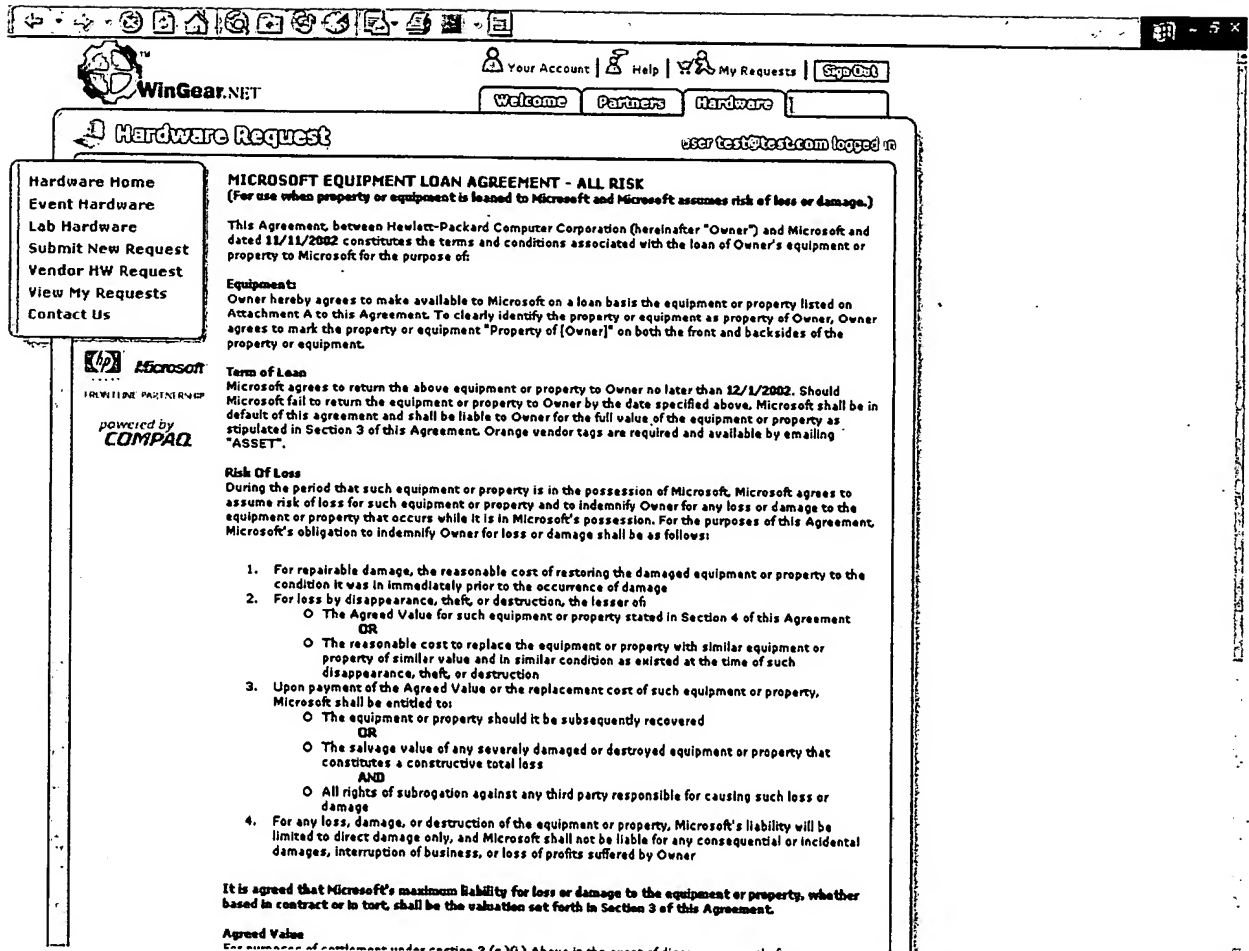 WinGear.NET
TM
Your Account | Help | My Requests | Sign Out
Welcome Partners Hardware
Hardware Request
user test@test.com logged in
Hardware Home
Event Hardware
Lab Hardware
Submit New Request
Vendor HW Request
View My Requests
Contact Us
hp Microsoft
FRONTLINE PARTNERSHIP
powered by
COMPAQ
MICROSOFT EQUIPMENT LOAN AGREEMENT - ALL RISK
(For use when property or equipment is loaned to Microsoft and Microsoft assumes risk of loss or damage.)
This Agreement, between Hewlett-Packard Computer Corporation (hereinafter "Owner") and Microsoft and
dated 11/11/2002 constitutes the terms and conditions associated with the loan of Owner's equipment or
property to Microsoft for the purpose of:
Equipment:
Owner hereby agrees to make available to Microsoft on a loan basis the equipment or property listed on
Attachment A to this Agreement. To clearly identify the property or equipment as property of Owner, Owner
agrees to mark the property or equipment "Property of [Owner]" on both the front and backsides of the
property or equipment.
Term of Loan
Microsoft agrees to return the above equipment or property to Owner no later than 12/1/2002. Should
Microsoft fail to return the equipment or property to Owner by the date specified above, Microsoft shall be in
default of this agreement and shall be liable to Owner for the full value of the equipment or property as
stipulated in Section 3 of this Agreement. Orange vendor tags are required and available by emailing
"ASSET".
Risk Of Loss
During the period that such equipment or property is in the possession of Microsoft, Microsoft agrees to
assume risk of loss for such equipment or property and to indemnify Owner for any loss or damage to the
equipment or property that occurs while it is in Microsoft's possession. For the purposes of this Agreement,
Microsoft's obligation to indemnify Owner for loss or damage shall be as follows:
1. For repairable damage, the reasonable cost of restoring the damaged equipment or property to the
condition it was in immediately prior to the occurrence of damage
2. For loss by disappearance, theft, or destruction, the lesser of:
O The Agreed Value for such equipment or property stated in Section 4 of this Agreement
OR
O The reasonable cost to replace the equipment or property with similar equipment or
property of similar value and in similar condition as existed at the time of such
disappearance, theft, or destruction
3. Upon payment of the Agreed Value or the replacement cost of such equipment or property,
Microsoft shall be entitled to:
O The equipment or property should it be subsequently recovered
OR
O The salvage value of any severely damaged or destroyed equipment or property that
constitutes a constructive total loss
AND
O All rights of subrogation against any third party responsible for causing such loss or
damage
4. For any loss, damage, or destruction of the equipment or property, Microsoft's liability will be
limited to direct damage only, and Microsoft shall not be liable for any consequential or incidental
damages, interruption of business, or loss of profits suffered by Owner
It is agreed that Microsoft's maximum liability for loss or damage to the equipment or property, whether
based in contract or in tort, shall be the valuation set forth in Section 3 of this Agreement.
Agreed Value